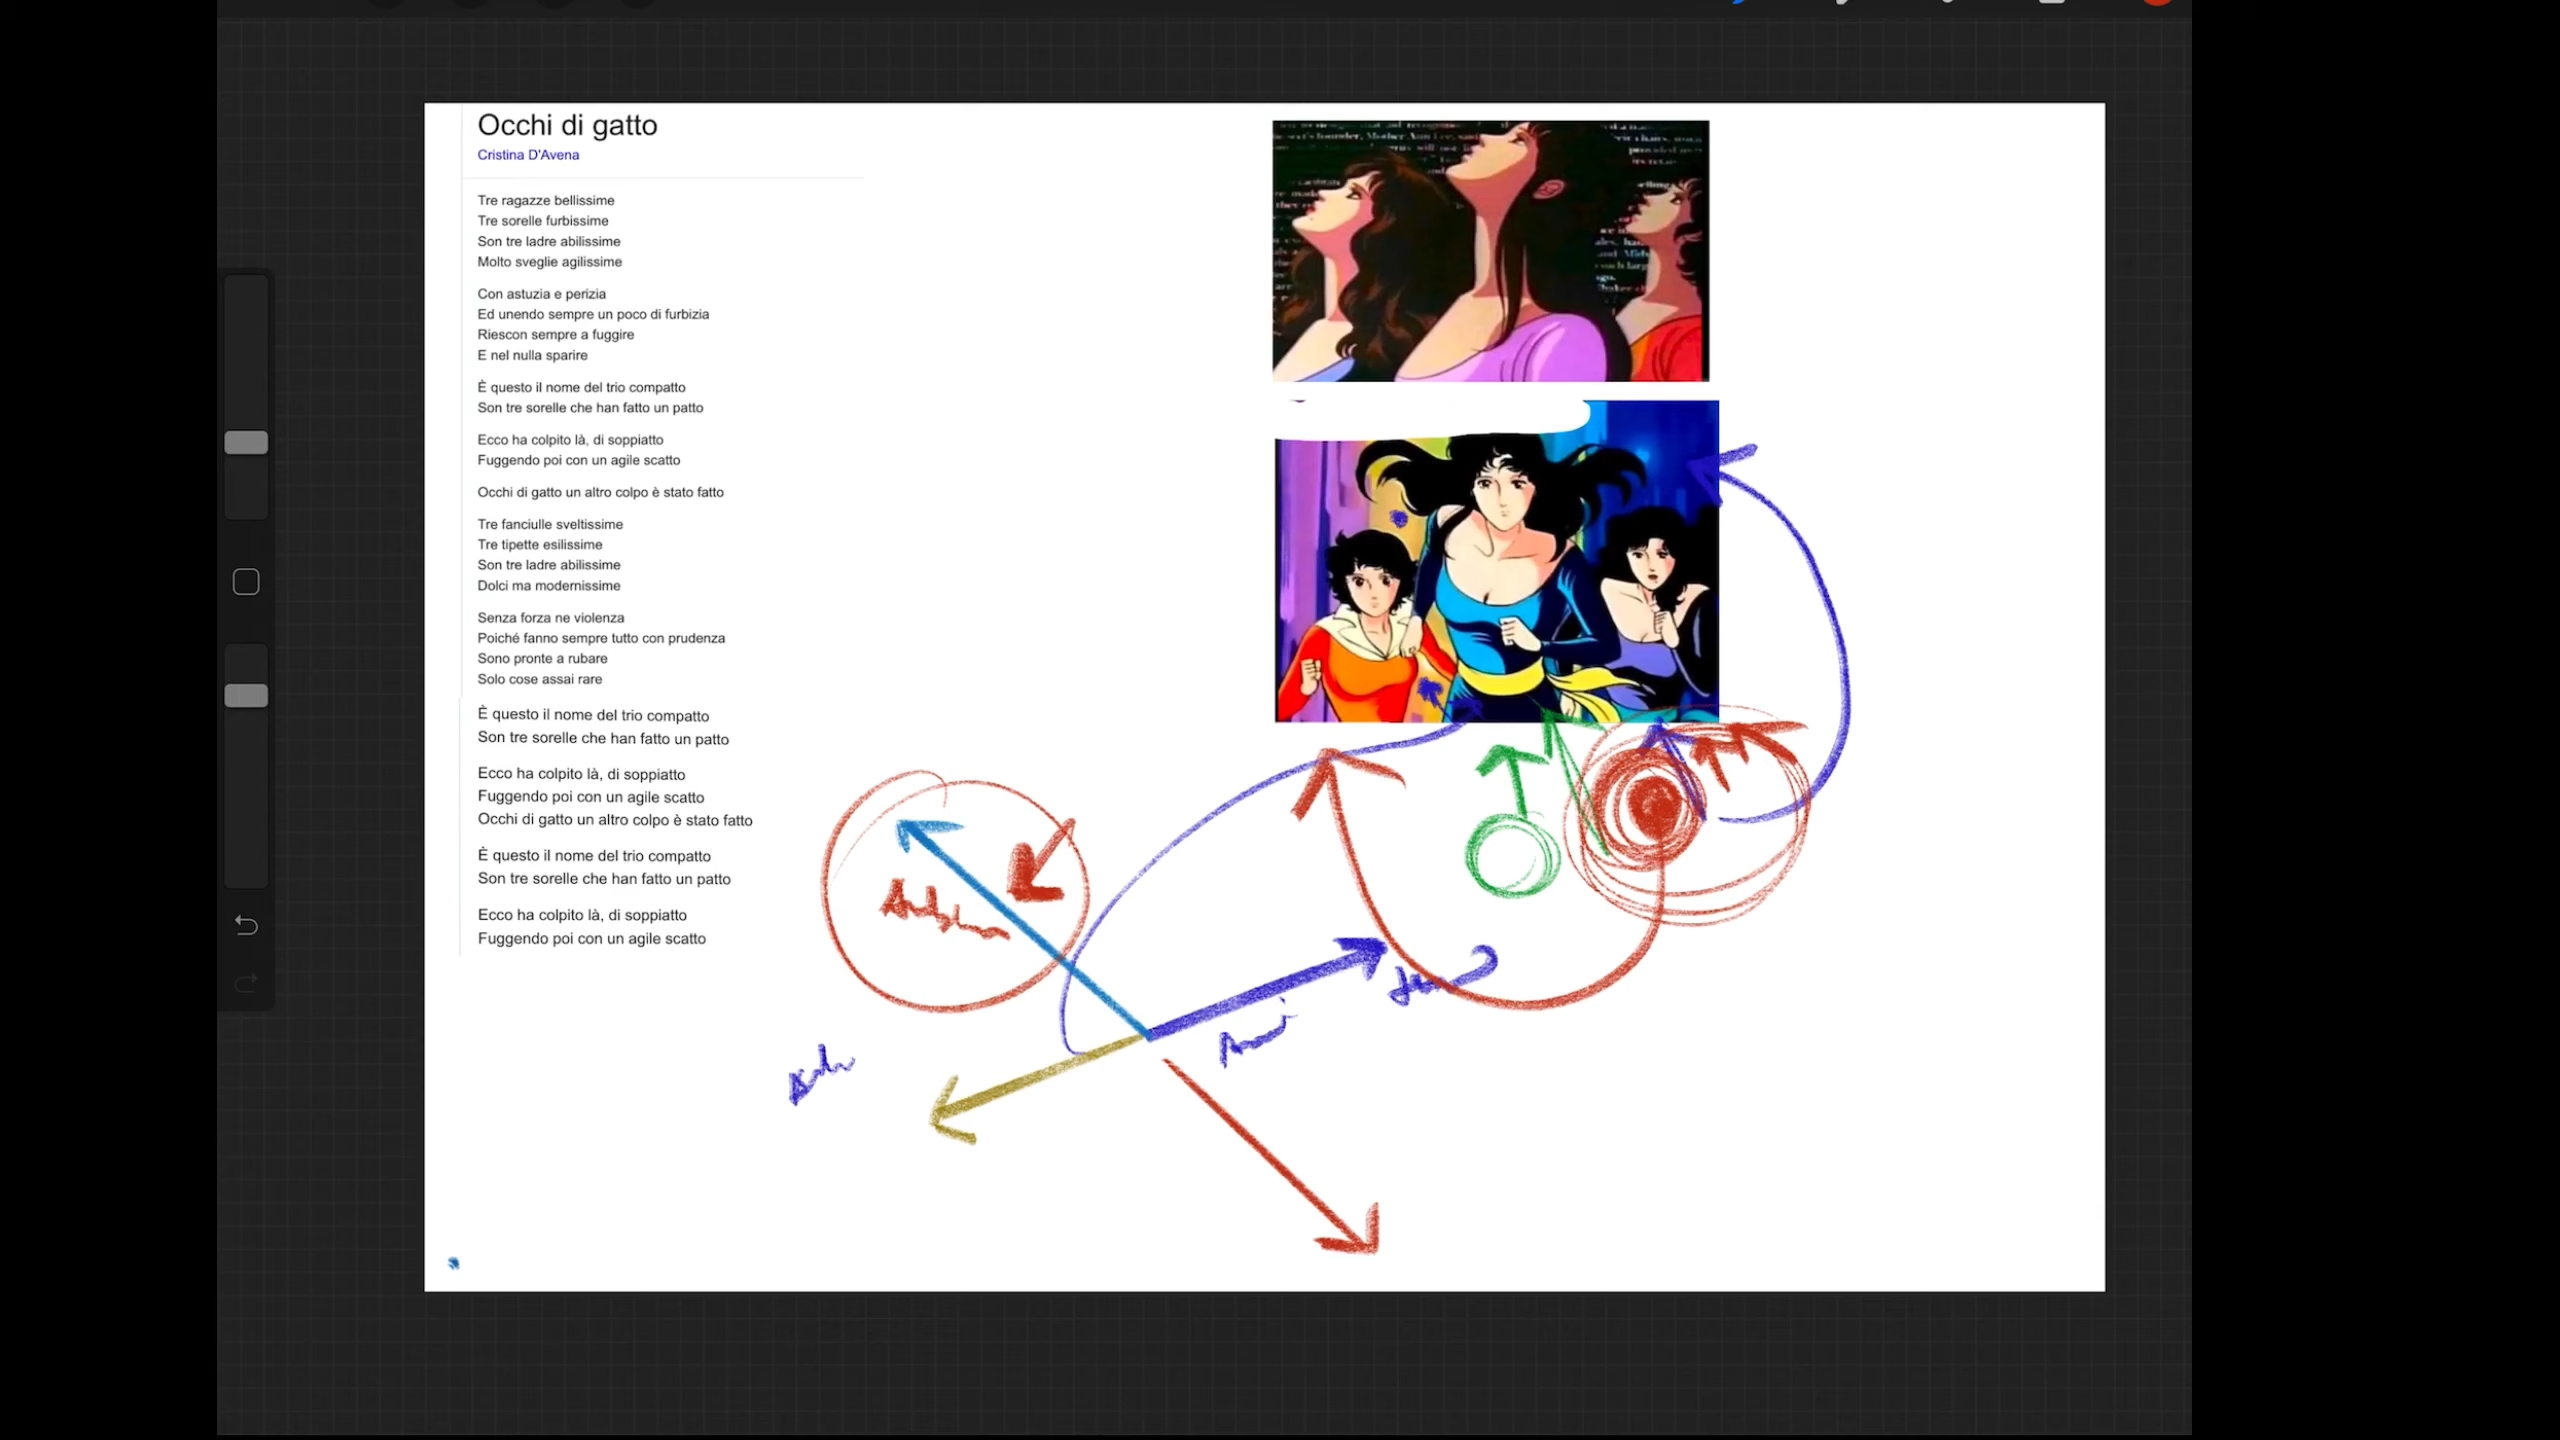 Occhi di gatto
Cristina D'Avena
Tre ragazze bellissime
Tre sorelle furbissime
Son tre ladre abilissime
Molto sveglie agilissime
Con astuzia e perizia
Ed unendo sempre un poco di furbizia
Riescon sempre a fuggire
E nel nulla sparire
È questo il nome del trio compatto
Son tre sorelle che han fatto un patto
Ecco ha colpito là, di soppiatto
Fuggendo poi con un agile scatto
Occhi di gatto un altro colpo è stato fatto
Tre fanciulle sveltissime
Tre tipette esilissime
Son tre ladre abilissime
Dolci ma modernissime
Senza forza ne violenza
Poiché fanno sempre tutto con prudenza
Sono pronte a rubare
Solo cose assai rare
È questo il nome del trio compatto
Son tre sorelle che han fatto un patto
Ecco ha colpito là, di soppiatto
Fuggendo poi con un agile scatto
Occhi di gatto un altro colpo è stato fatto
È questo il nome del trio compatto
Son tre sorelle che han fatto un patto
Ecco ha colpito là, di soppiatto
Fuggendo poi con un agile scatto